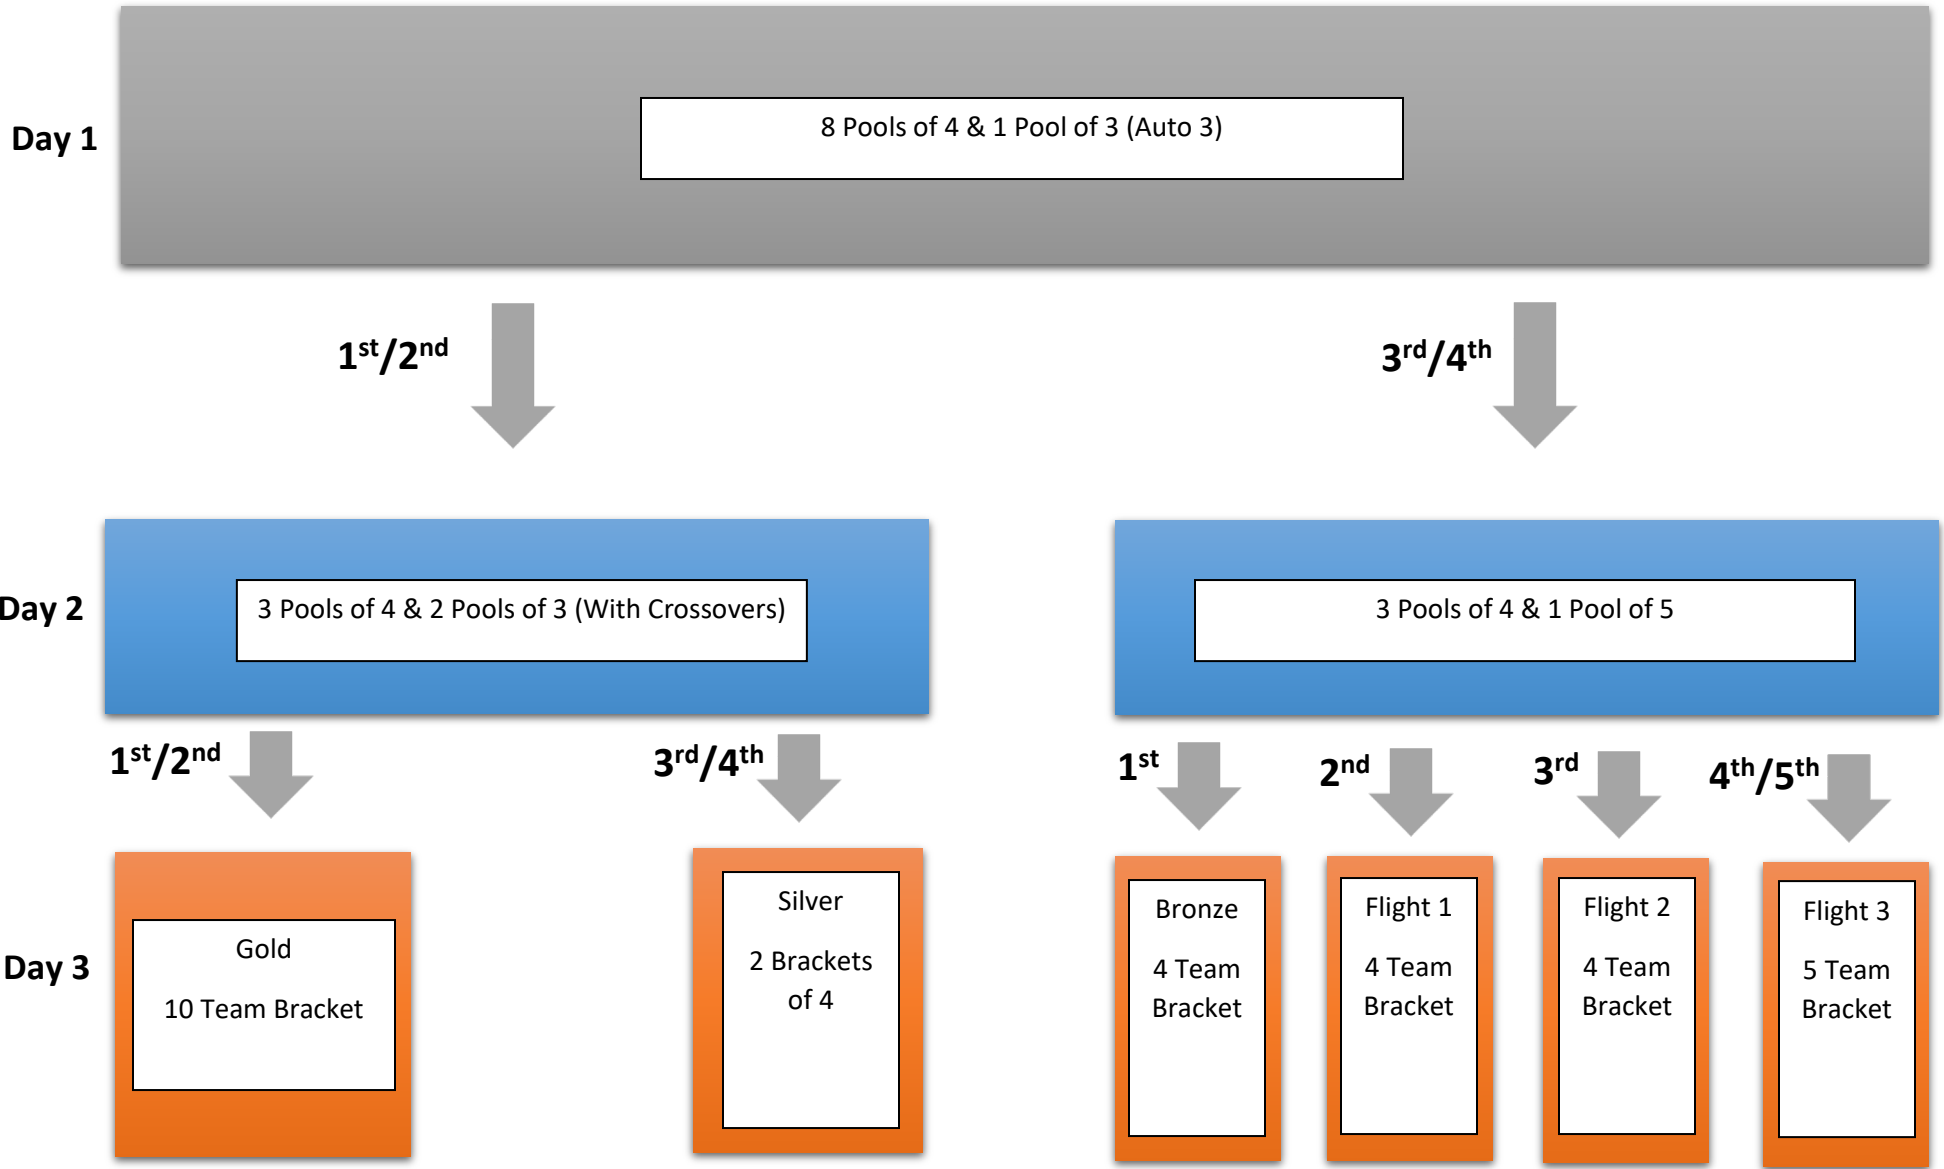 Day 1
8 Pools of 4 & 1 Pool of 3 (Auto 3)
1st/2nd
3rd/4th
Day 2
3 Pools of 4 & 2 Pools of 3 (With Crossovers)
3 Pools of 4 & 1 Pool of 5
1st/2nd
3rd/4th
1st
2nd
3rd
4th/5th
Day 3
Gold
10 Team Bracket
Silver
2 Brackets
of 4
Bronze
4 Team
Bracket
Flight 1
4 Team
Bracket
Flight 2
4 Team
Bracket
Flight 3
5 Team
Bracket